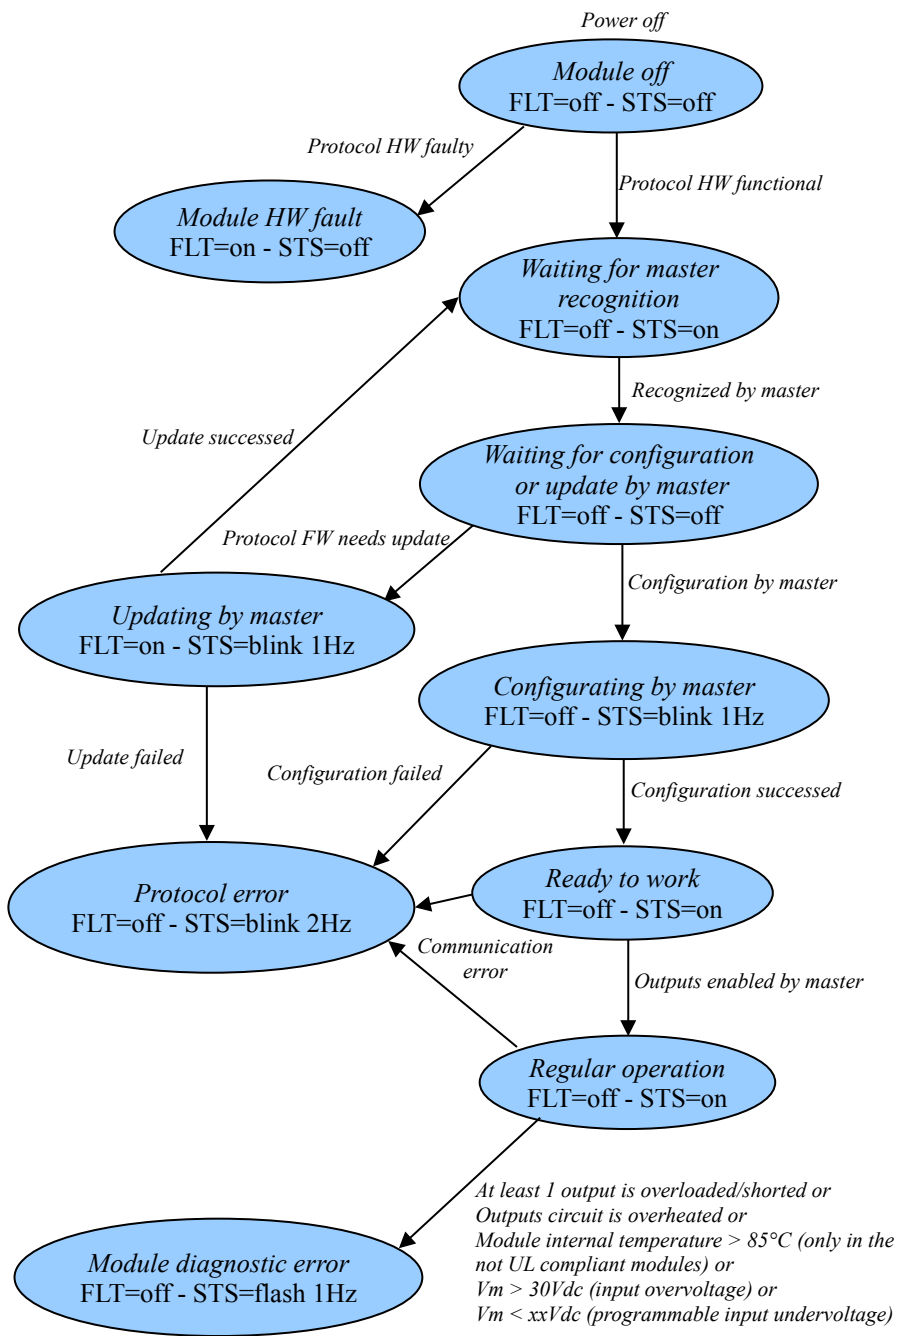 Power off
Module off
FLT=off - STS=off
Protocol HW faulty
Protocol HW functional
Module HW fault
FLT=on - STS=off
Waiting for master
recognition
FLT=off - STS=on
Recognized by master
Update successed
Waiting for configuration
or update by master
FLT=off - STS=off
Protocol FW needs update
Configuration by master
Updating by master
FLT=on - STS=blink 1Hz
Configurating by master
FLT=off - STS=blink 1Hz
Update failed
Configuration failed
Configuration successed
Protocol error
FLT=off - STS=blink 2Hz
Ready to work
FLT=off - STS=on
Communication
error
Outputs enabled by master
Regular operation
FLT=off - STS=on
At least 1 output is overloaded/shorted or
Outputs circuit is overheated or
Module internal temperature > 85°C (only in the
not UL compliant modules) or
Vm > 30Vdc (input overvoltage) or
Vm < xxVdc (programmable input undervoltage)
Module diagnostic error
FLT=off - STS=flash 1Hz